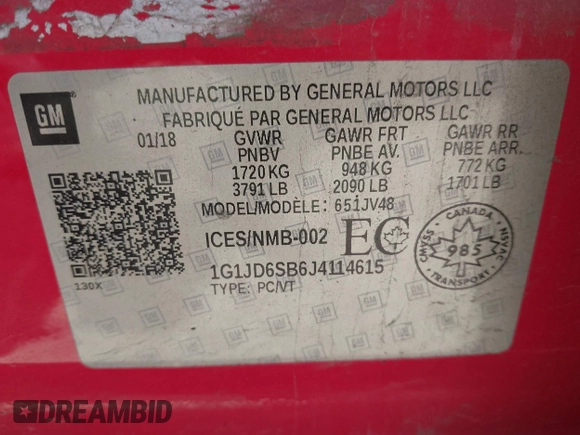 MANUFACTURED BY GENERAL MOTORS LLC
FABRIQUÉ PAR GENERAL MOTORS LLC
GM
01/18 GVWR GAWR FRT GAWR RR
PNBV PNBE AV. PNBE ARR.
1720 KG 948 KG 772 KG
3791 LB 2090 LB 1701 LB
MODEL/MODÈLE: 651JV48
ICES/NMB-002 EC
CANADA
CMVSS 985 NSVAC
1G1JD6SB6J4114615
130X TYPE: PC/VT
DREAMBID